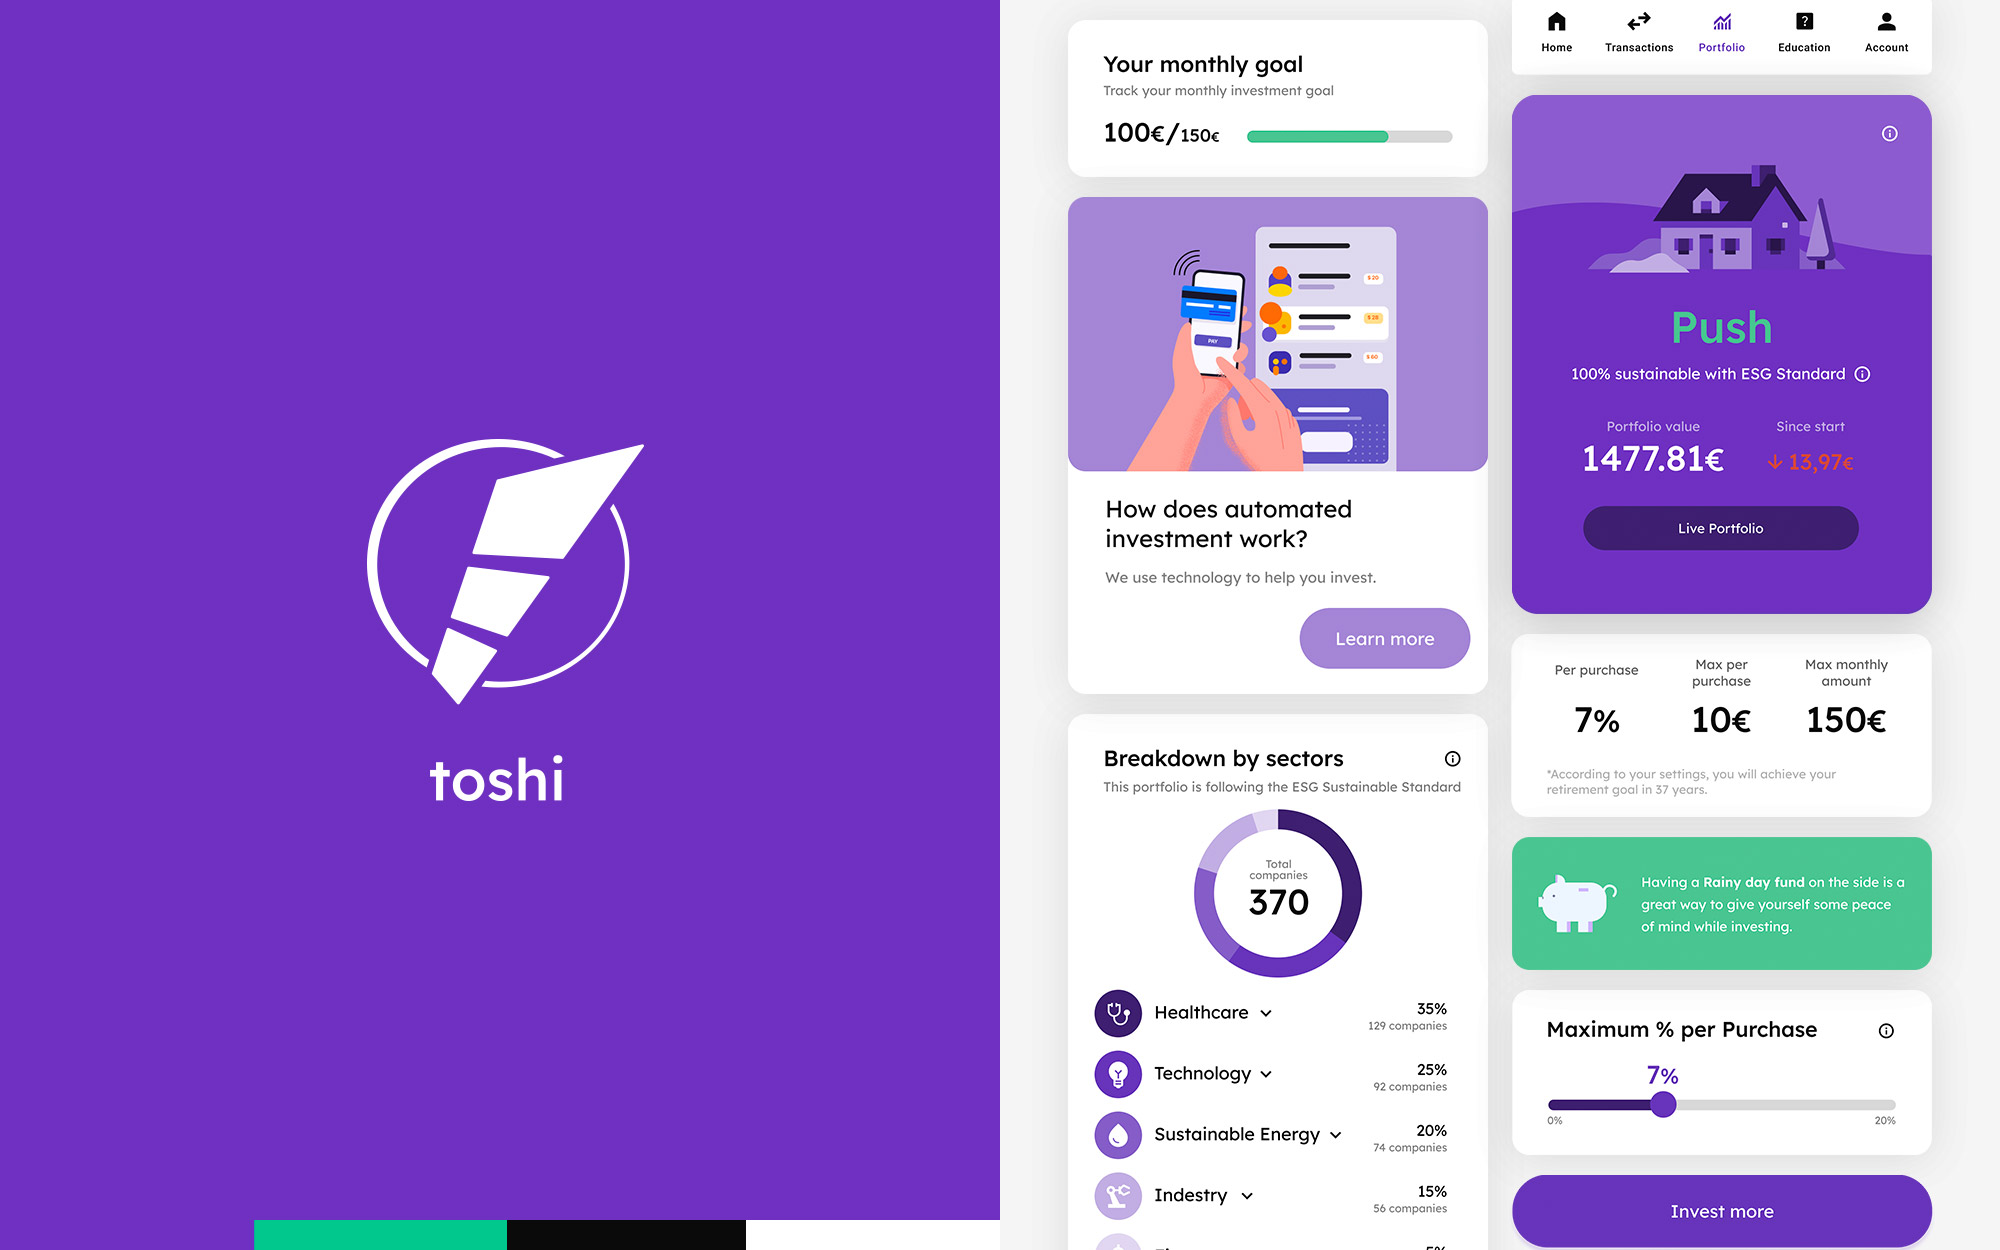 toshi
Your monthly goal
Track your monthly investment goal
100€/150€
$20
$28
$60
PAY
How does automated
investment work?
We use technology to help you invest.
Learn more
Breakdown by sectors
This portfolio is following the ESG Sustainable Standard
Total
companies
370
Healthcare 35%
129 companies
Technology 25%
92 companies
Sustainable Energy 20%
74 companies
Indestry 15%
56 companies
Home Transactions Portfolio Education Account
Push
100% sustainable with ESG Standard
Portfolio value Since start
1477.81€ 13,97€
Live Portfolio
Per purchase Max per purchase Max monthly amount
7% 10€ 150€
*According to your settings, you will achieve your
retirement goal in 37 years.
Having a Rainy day fund on the side is a
great way to give yourself some peace
of mind while investing.
Maximum % per Purchase
7%
0% 20%
Invest more